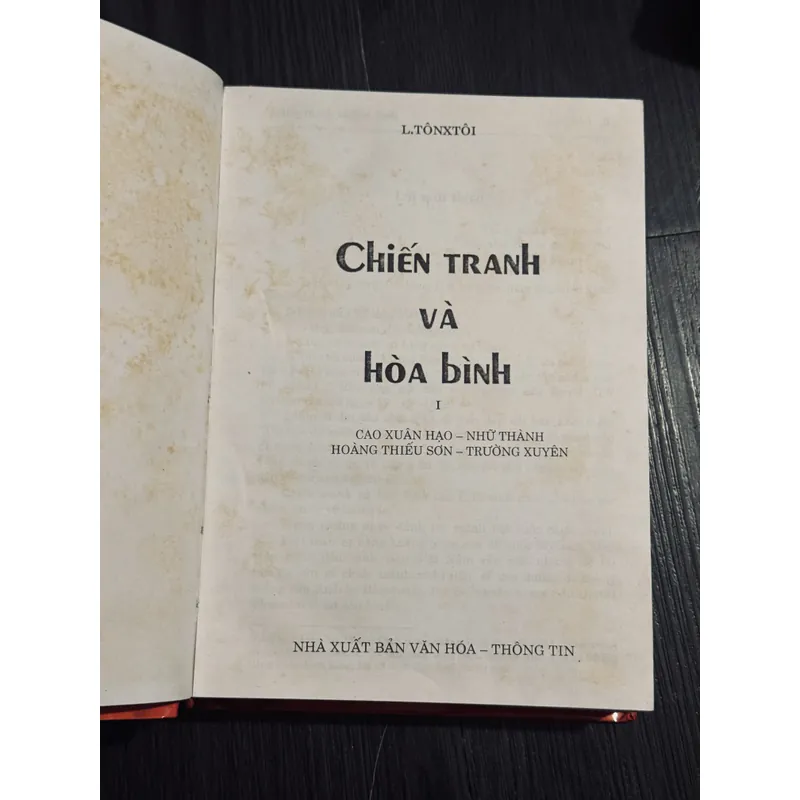 L.TÔNXTÔI
CHIẾN TRANH
VÀ
HÒA BÌNH
I
CAO XUÂN HẠO – NHỮ THÀNH
HOÀNG THIẾU SƠN – TRƯỜNG XUYÊN
NHÀ XUẤT BẢN VĂN HÓA – THÔNG TIN